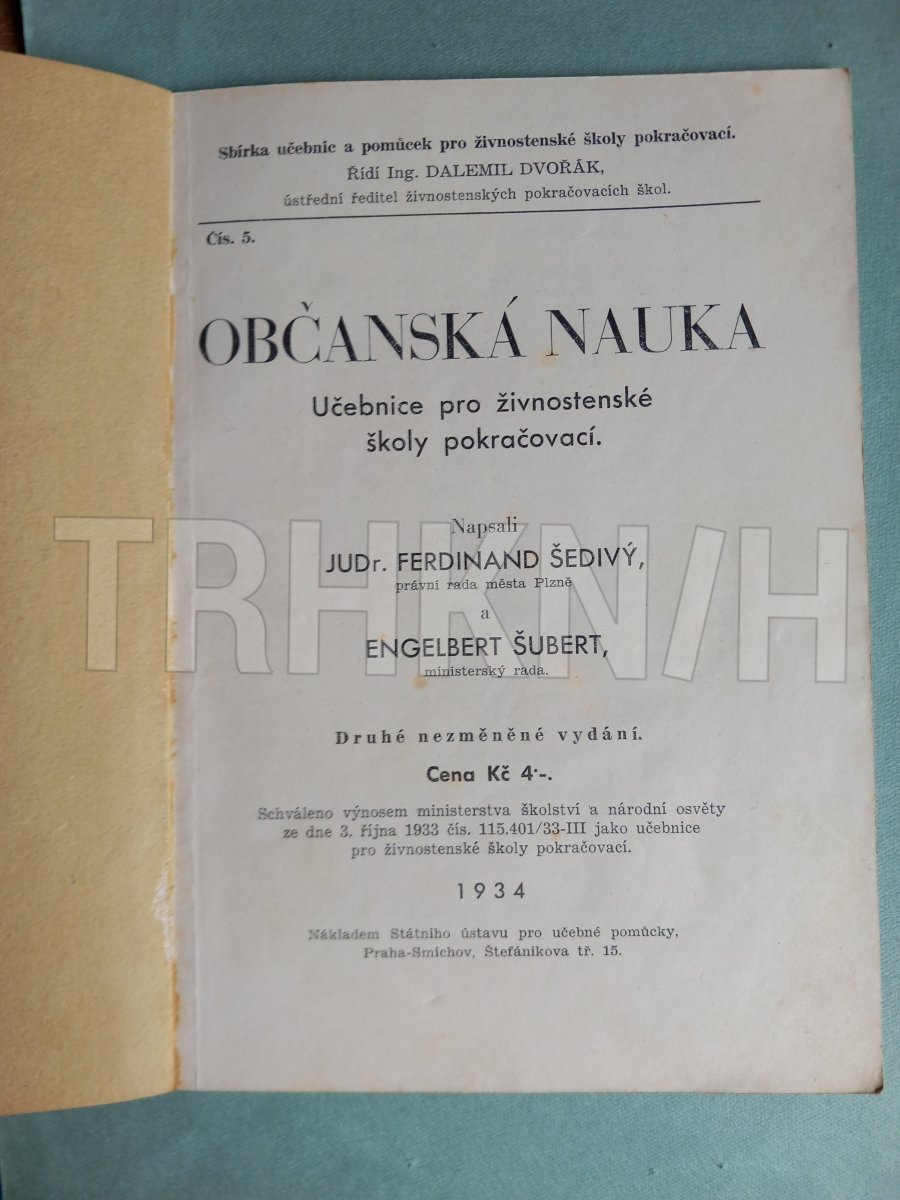 Sbírka učebnic a pomůcek pro živnostenské školy pokračovací.
Řídí Ing. DALEMIL DVOŘÁK,
ústřední ředitel živnostenských pokračovacích škol.
Čís. 5.
OBČANSKÁ NAUKA
Učebnice pro živnostenské
školy pokračovací.
Napsali
JUDr. FERDINAND ŠEDIVÝ,
právní rada města Plzně
a
ENGELBERT ŠUBERT,
ministerský rada.
TRHKNIH
Druhé nezměněné vydání.
Cena Kč 4·-.
Schváleno výnosem ministerstva školství a národní osvěty
ze dne 3. října 1933 čís. 115.401/33-III jako učebnice
pro živnostenské školy pokračovací.
1934
Nákladem Státního ústavu pro učebné pomůcky,
Praha-Smíchov, Štefánikova tř. 15.